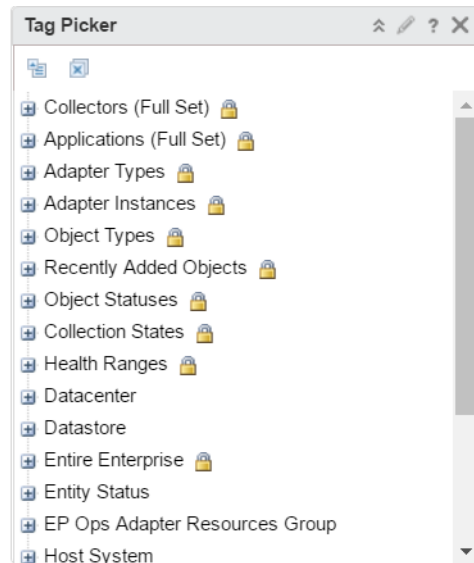 Tag Picker ?
Collectors (Full Set)
Applications (Full Set)
Adapter Types
Adapter Instances
Object Types
Recently Added Objects
Object Statuses
Collection States
Health Ranges
Datacenter
Datastore
Entire Enterprise
Entity Status
EP Ops Adapter Resources Group
Host System